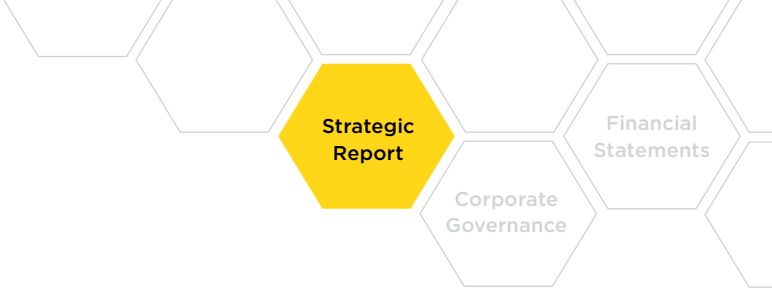 Strategic
Report
Financial
Statements
Corporate
Governance